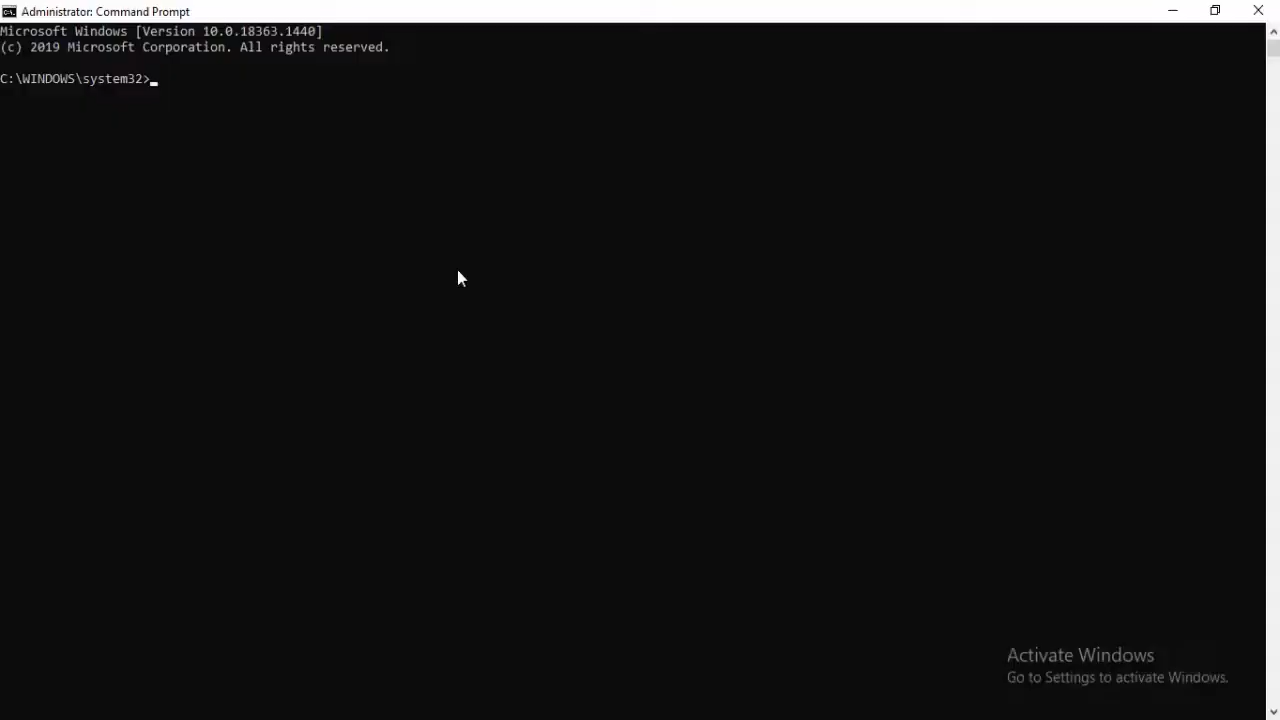 Administrator: Command Prompt
Microsoft Windows [Version 10.0.18363.1440]
(c) 2019 Microsoft Corporation. All rights reserved.
C:\WINDOWS\system32>
Activate Windows
Go to Settings to activate Windows.